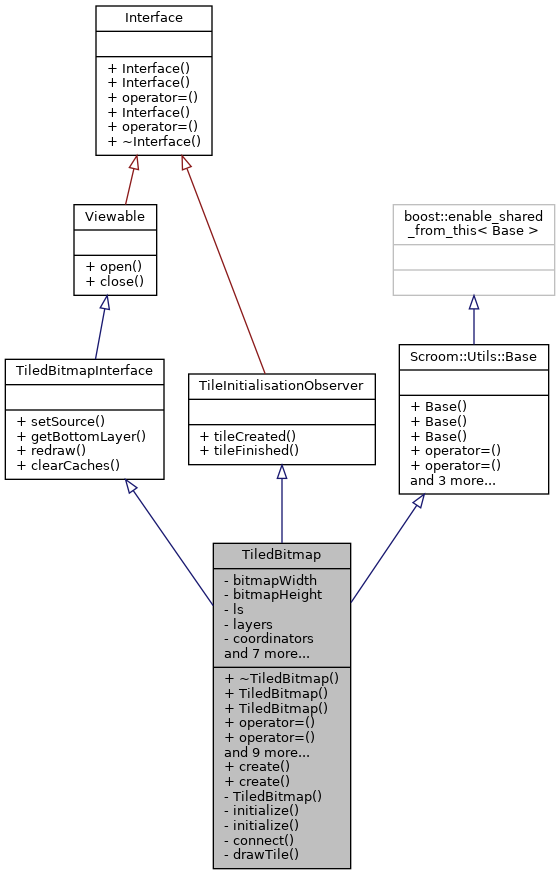 Interface
+ Interface()
+ Interface()
+ operator=()
+ Interface()
+ operator=()
+ ~Interface()
Viewable
+ open()
+ close()
boost::enable_shared
_from_this< Base >
TiledBitmapInterface
+ setSource()
+ getBottomLayer()
+ redraw()
+ clearCaches()
TileInitialisationObserver
+ tileCreated()
+ tileFinished()
Scroom::Utils::Base
+ Base()
+ Base()
+ Base()
+ operator=()
+ operator=()
and 3 more...
TiledBitmap
- bitmapWidth
- bitmapHeight
- ls
- layers
- coordinators
and 7 more...
+ ~TiledBitmap()
+ TiledBitmap()
+ TiledBitmap()
+ operator=()
+ operator=()
and 9 more...
+ create()
+ create()
- TiledBitmap()
- initialize()
- initialize()
- connect()
- drawTile()